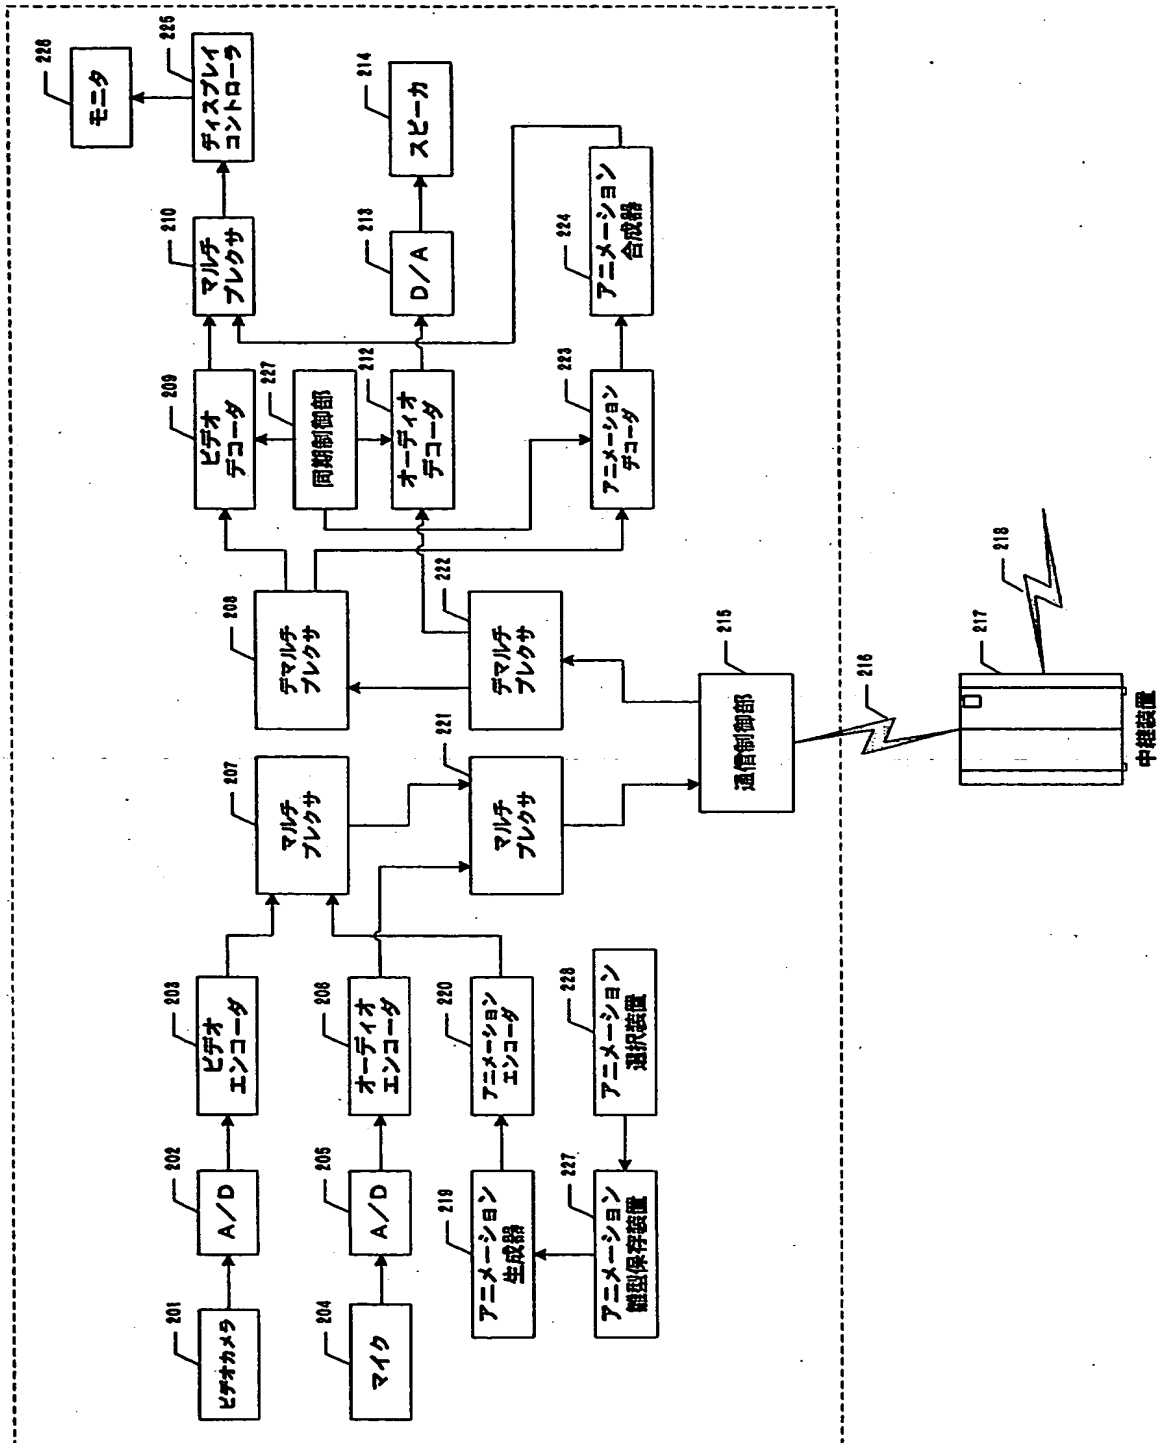 201
ビデオカメラ
202
A/D
203
ビデオ
エンコーダ
204
マイク
205
A/D
206
オーディオ
エンコーダ
219
アニメーション
生成器
220
アニメーション
エンコーダ
227
アニメーション
雛型保存装置
228
アニメーション
選択装置
207
マルチ
プレクサ
221
マルチ
プレクサ
208
デマルチ
プレクサ
222
デマルチ
プレクサ
215
通信制御部
209
ビデオ
デコーダ
227
同期制御部
212
オーディオ
デコーダ
223
アニメーション
デコーダ
210
マルチ
プレクサ
213
D/A
224
アニメーション
合成器
225
ディスプレイ
コントローラ
226
モニタ
214
スピーカ
216
217
218
中継装置